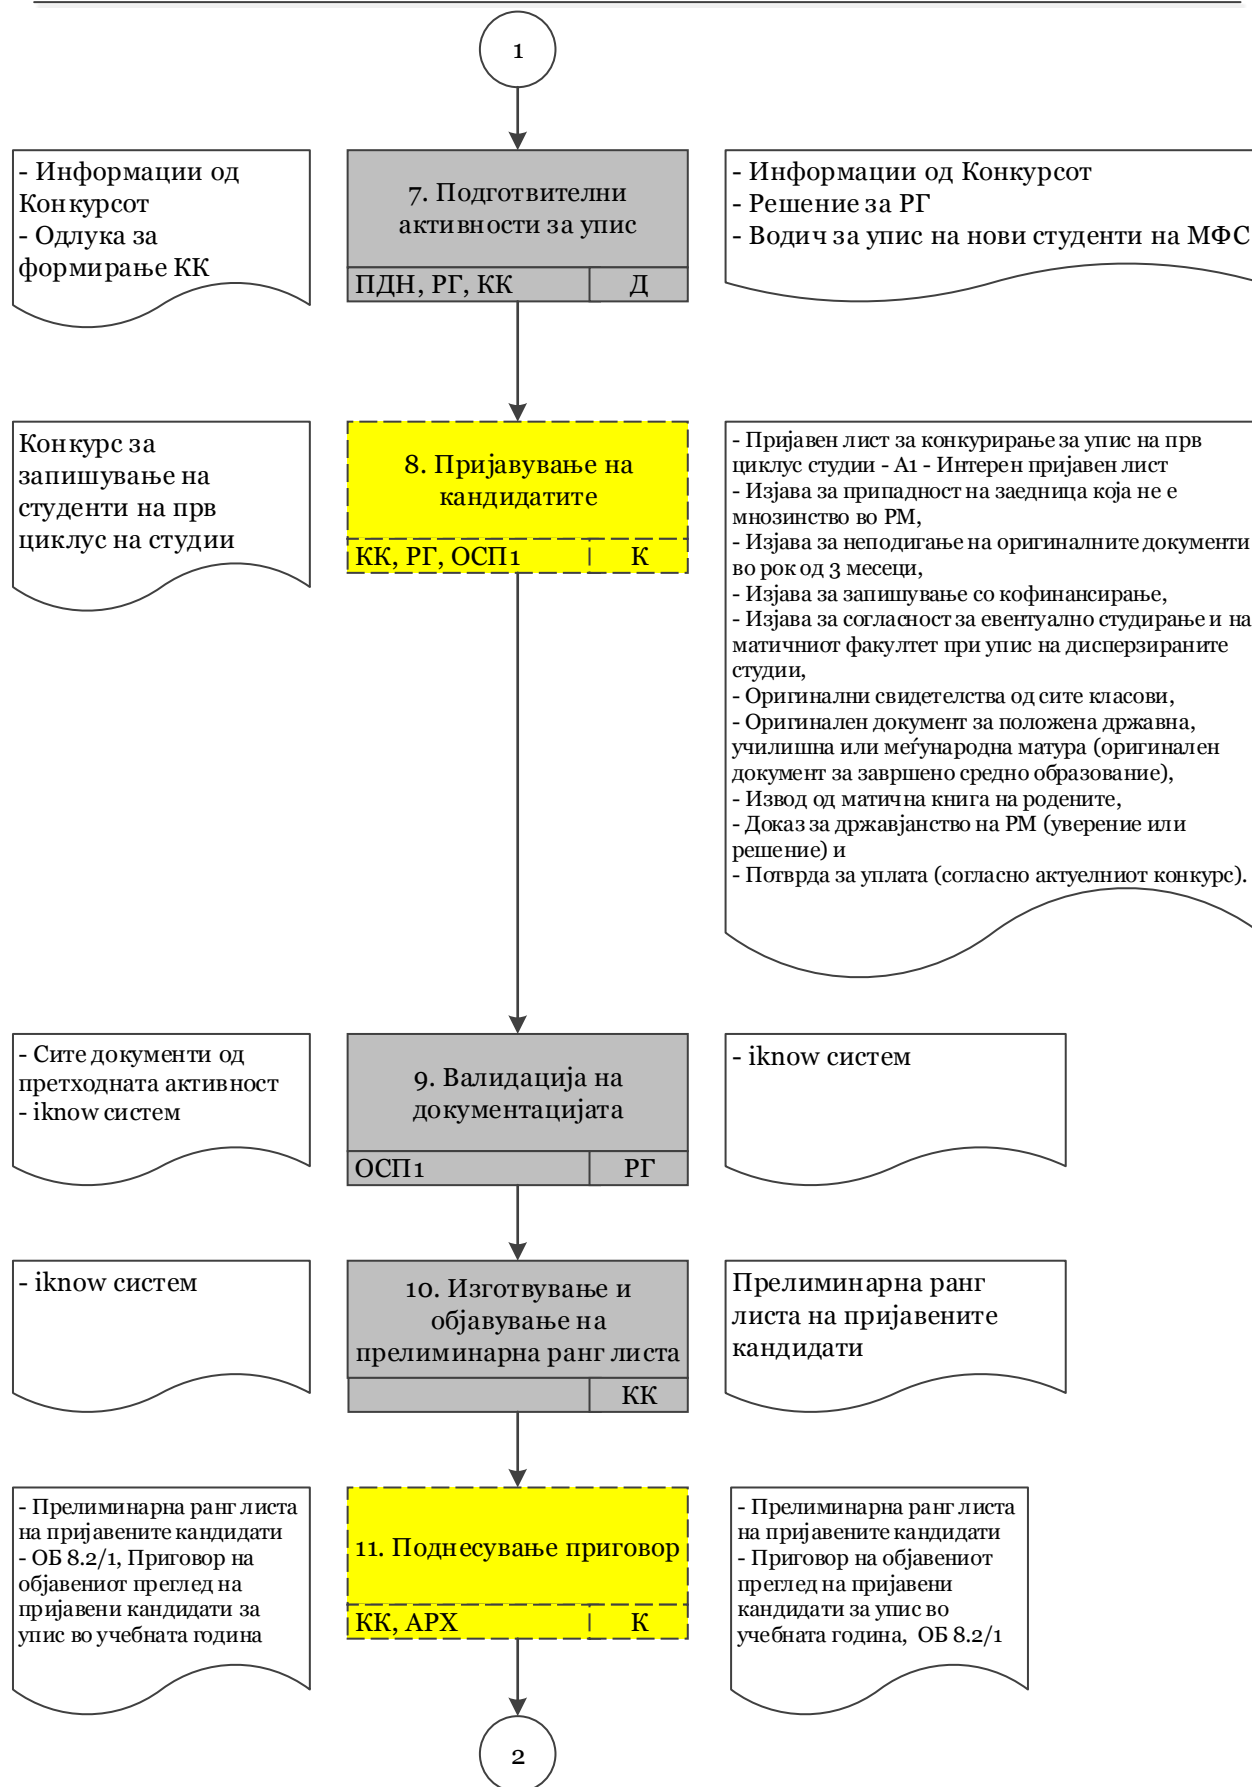 1
- Информации од
Конкурсот
- Одлука за
формирање КК
7. Подготвителни
активности за упис
ПДН, РГ, КК
Д
- Информации од Конкурсот
- Решение за РГ
- Водич за упис на нови студенти на МФС
Конкурс за
запишување на
студенти на прв
циклус на студии
8. Пријавување на
кандидатите
КК, РГ, ОСП1
К
- Пријавен лист за конкурирање за упис на прв
циклус студии - А1 - Интерен пријавен лист
- Изјава за припадност на заедница која не е
мнозинство во РМ,
- Изјава за неподигање на оригиналните документи
во рок од 3 месеци,
- Изјава за запишување со кофинансирање,
- Изјава за согласност за евентуално студирање и на
матичниот факултет при упис на дисперзираните
студии,
- Оригинални свидетелства од сите класови,
- Оригинален документ за положена државна,
училишна или меѓународна матура (оригинален
документ за завршено средно образование),
- Извод од матична книга на родените,
- Доказ за државјанство на РМ (уверение или
решение) и
- Потврда за уплата (согласно актуелниот конкурс).
- Сите документи од
претходната активност
- iknow систем
9. Валидација на
документацијата
ОСП1
РГ
- iknow систем
- iknow систем
10. Изготвување и
објавување на
прелиминарна ранг листа
КК
Прелиминарна ранг
листа на пријавените
кандидати
- Прелиминарна ранг листа
на пријавените кандидати
- ОБ 8.2/1, Приговор на
објавениот преглед на
пријавени кандидати за
упис во учебната година
11. Поднесување приговор
КК, АРХ
К
- Прелиминарна ранг листа
на пријавените кандидати
- Приговор на објавениот
преглед на пријавени
кандидати за упис во
учебната година, ОБ 8.2/1
2